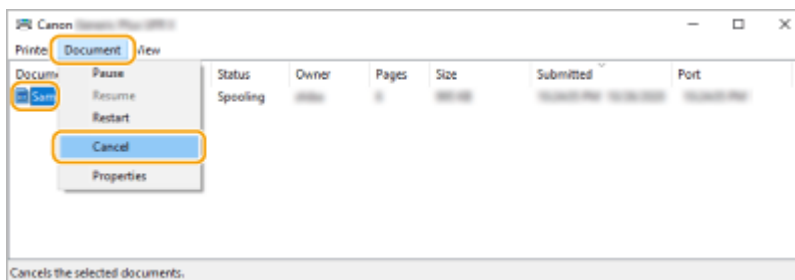 Canon
Printe Document View
Docume Status Owner Pages Size Submitted Port
Pause
Sam Resume Spooling
Restart
Cancel
Properties
Cancels the selected documents.